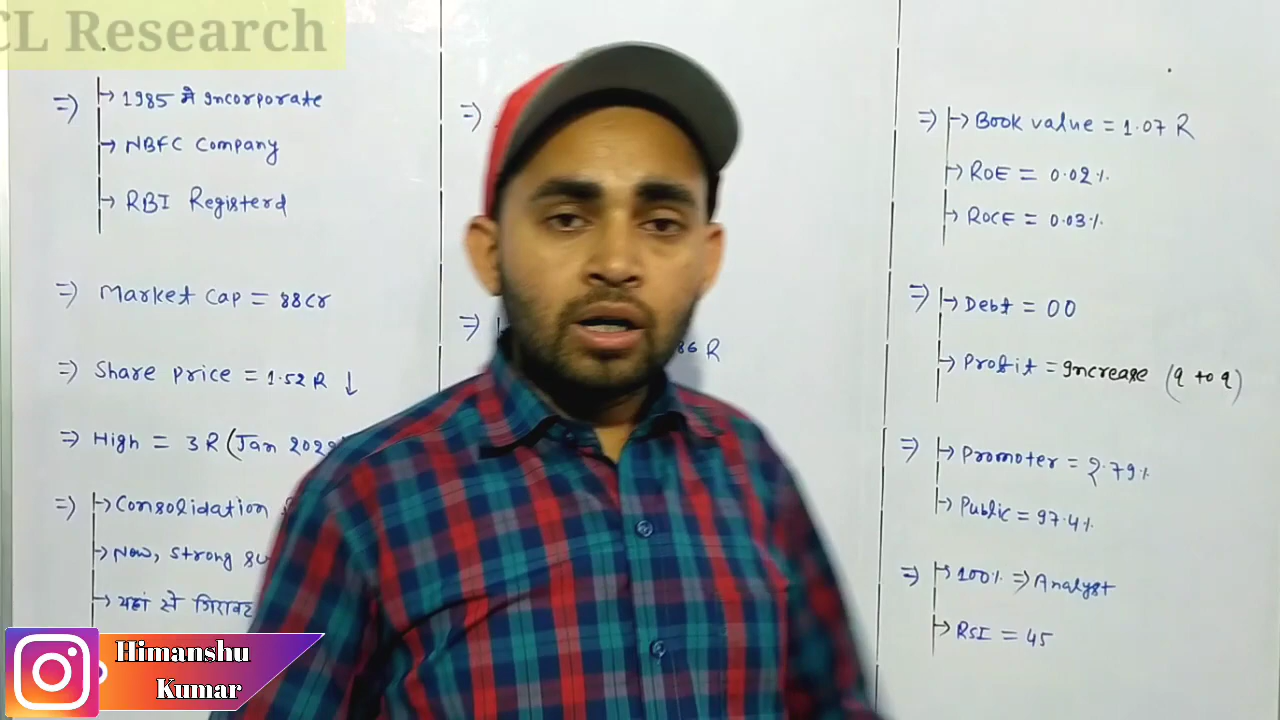 CL Research
⇒ → 1985 मे Incorporate
→ NBFC Company
→ RBI Registerd
⇒ Market Cap = 88Cr
⇒ Share Price = 1.52 R ↓
⇒ High = 3 R (Jan 2022
⇒ → Consolidation
→ Now, Strong
→ यहां से गिरावट
⇒
⇒
86 R
⇒ → Book value = 1.07 R
→ ROE = 0.02%
→ ROCE = 0.03%
⇒ → Debt = 00
→ Profit = Increase (q to q)
⇒ → Promoter = 2.79%
→ Public = 97.4%
⇒ → 100% ⇒ Analyst
→ RSI = 45
Himanshu
Kumar